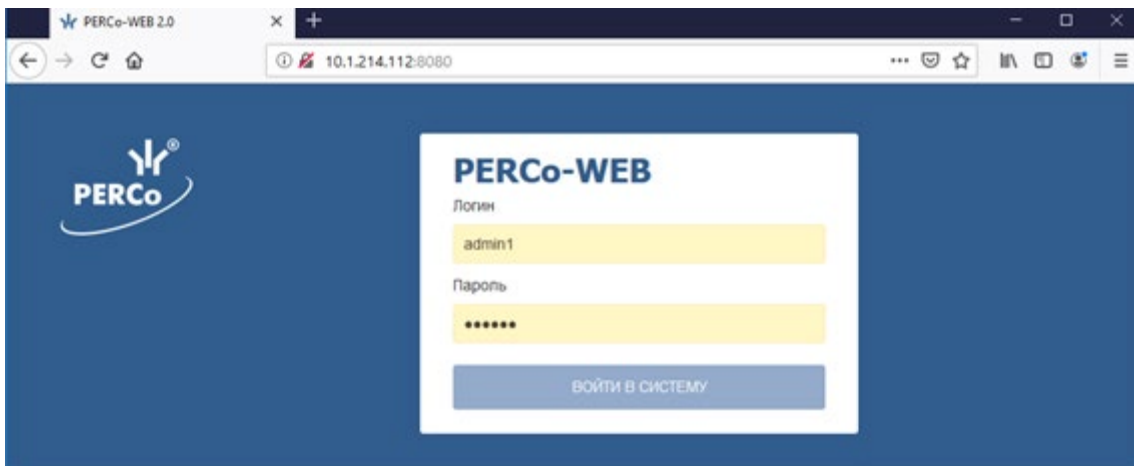 PERCo-WEB 2.0
10.1.214.112:8080
PERCo®
PERCo-WEB
Логин
admin1
Пароль
••••••
ВОЙТИ В СИСТЕМУ